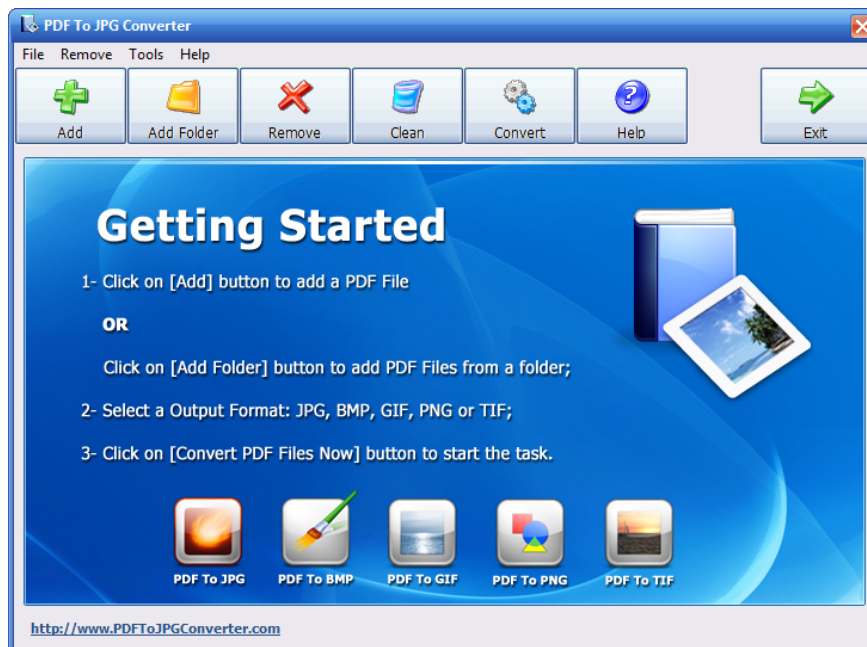 PDF To JPG Converter
File Remove Tools Help
Add Add Folder Remove Clean Convert Help Exit
Getting Started
1- Click on [Add] button to add a PDF File
OR
Click on [Add Folder] button to add PDF Files from a folder;
2- Select a Output Format: JPG, BMP, GIF, PNG or TIF;
3- Click on [Convert PDF Files Now] button to start the task.
PDF To JPG PDF To BMP PDF To GIF PDF To PNG PDF To TIF
http://www.PDFToJPGConverter.com